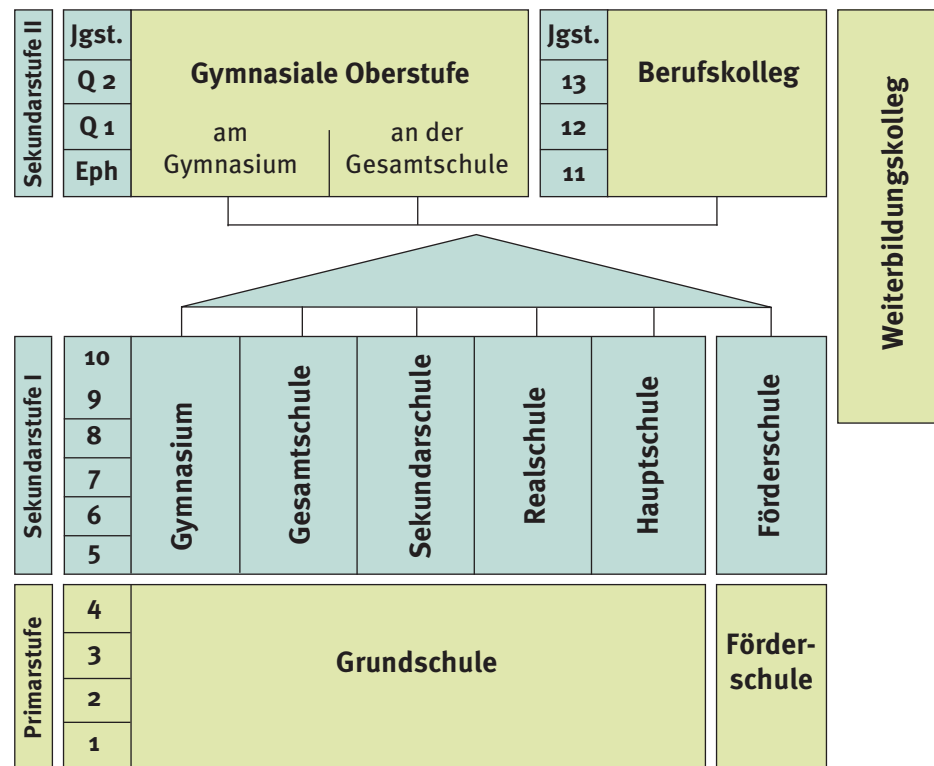 Sekundarstufe II
Jgst.
Q 2
Q 1
Eph
Gymnasiale Oberstufe
am
Gymnasium
an der
Gesamtschule
Jgst.
13
12
11
Berufskolleg
Weiterbildungskolleg
Sekundarstufe I
10
9
8
7
6
5
Gymnasium
Gesamtschule
Sekundarschule
Realschule
Hauptschule
Förderschule
Primarstufe
4
3
2
1
Grundschule
Förder-
schule